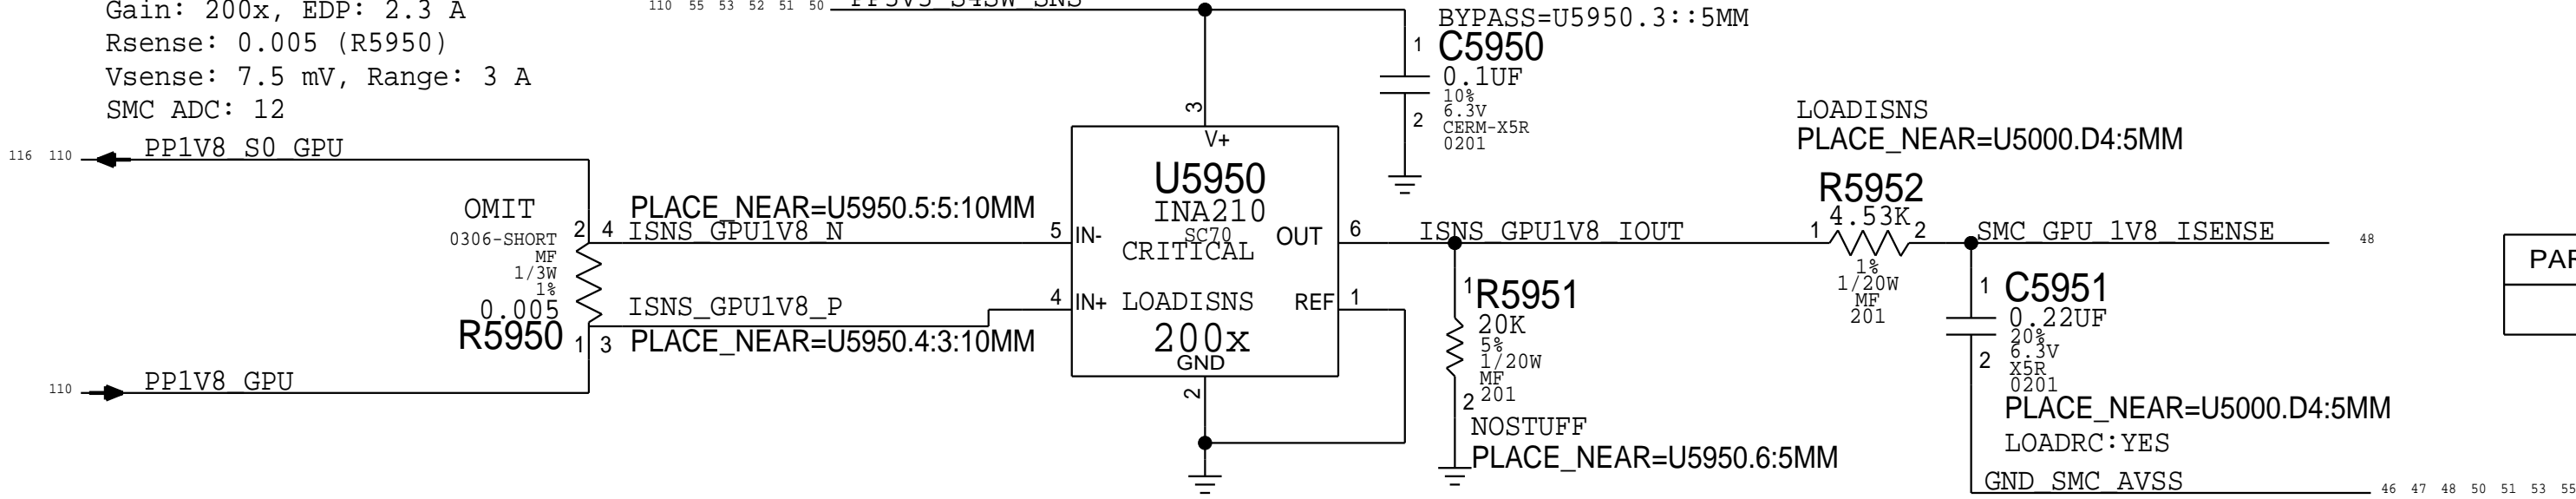 Gain: 200x, EDP: 2.3 A
Rsense: 0.005 (R5950)
Vsense: 7.5 mV, Range: 3 A
SMC ADC: 12
116 110
PP1V8_S0_GPU
110
PP1V8_GPU
OMIT
0306-SHORT
MF
1/3W
1%
0.005
R5950
2 4
1 3
PLACE_NEAR=U5950.5:5:10MM
ISNS_GPU1V8_N
ISNS_GPU1V8_P
PLACE_NEAR=U5950.4:3:10MM
110 55 53 52 51 50
PP3V3_S4SW_SNS
3
V+
U5950
INA210
SC70
CRITICAL
5 IN-
OUT 6
4 IN+
LOADISNS
REF 1
200x
GND
2
BYPASS=U5950.3::5MM
1
C5950
0.1UF
10%
6.3V
2
CERM-X5R
0201
ISNS_GPU1V8_IOUT
1
R5951
20K
5%
1/20W
MF
201
2
NOSTUFF
PLACE_NEAR=U5950.6:5MM
LOADISNS
PLACE_NEAR=U5000.D4:5MM
R5952
4.53K
1 2
1%
1/20W
MF
201
SMC_GPU_1V8_ISENSE
48
1
C5951
0.22UF
20%
6.3V
2
X5R
0201
PLACE_NEAR=U5000.D4:5MM
LOADRC:YES
GND_SMC_AVSS
46 47 48 50 51 53 55
PAR